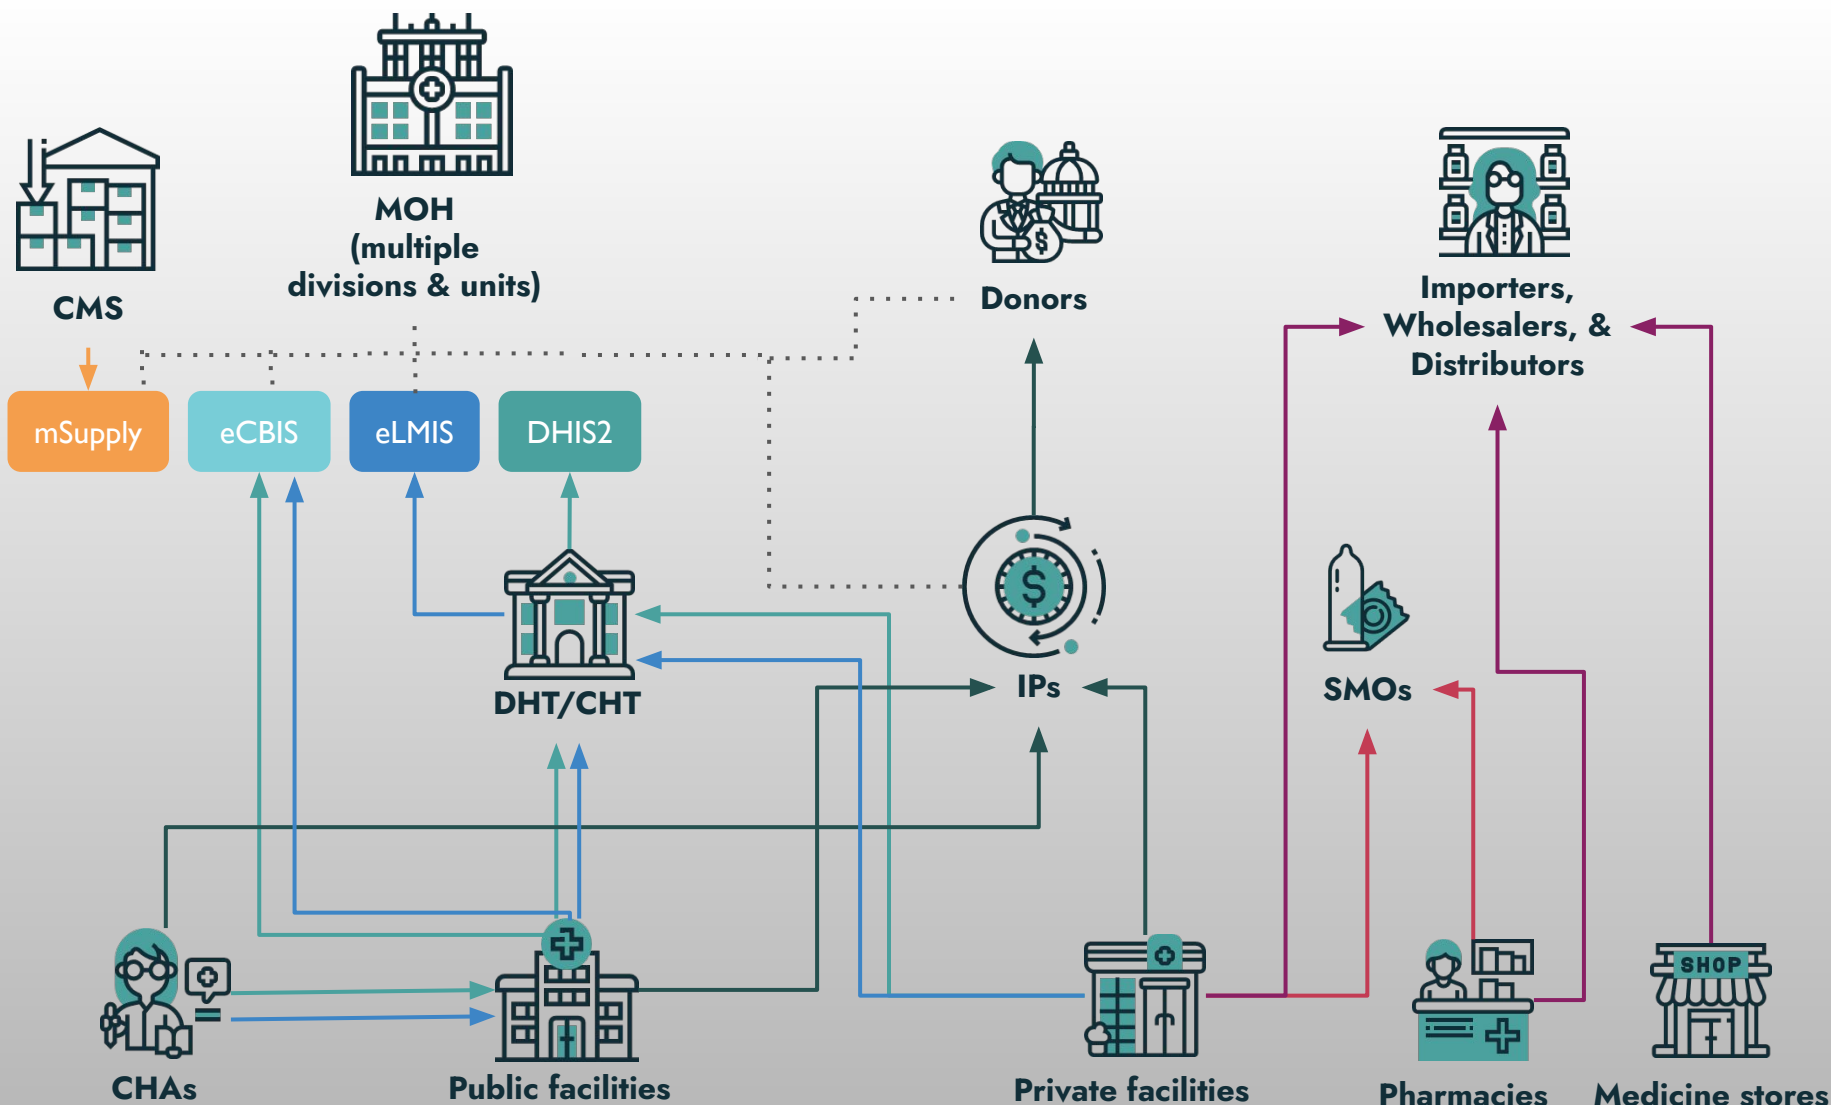 MOH
(multiple
divisions & units)
CMS
Donors
$
Importers,
Wholesalers, &
Distributors
mSupply
eCBIS
eLMIS
DHIS2
$
DHT/CHT
IPs
SMOs
SHOP
CHAs
Public facilities
Private facilities
Pharmacies
Medicine stores